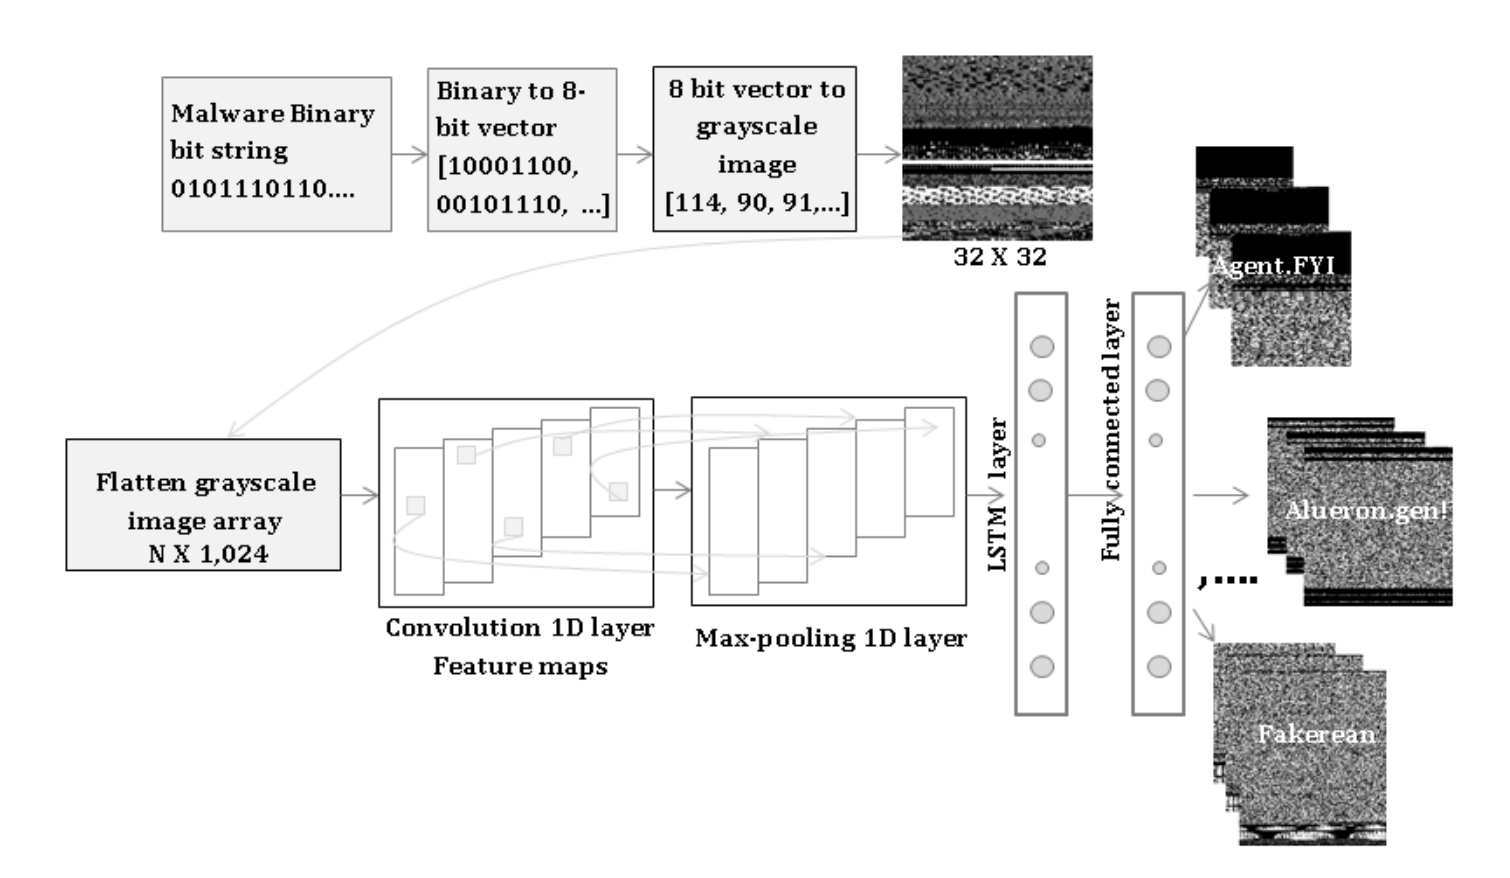 Malware Binary
bit string
0101110110....
Binary to 8-
bit vector
[10001100,
00101110, ...]
8 bit vector to
grayscale
image
[114, 90, 91,...]
32 X 32
Agent.FYI
Flatten grayscale
image array
N X 1,024
Convolution 1D layer
Feature maps
Max-pooling 1D layer
LSTM layer
Fully connected layer
Alueron.gen!
,....
Fakerean